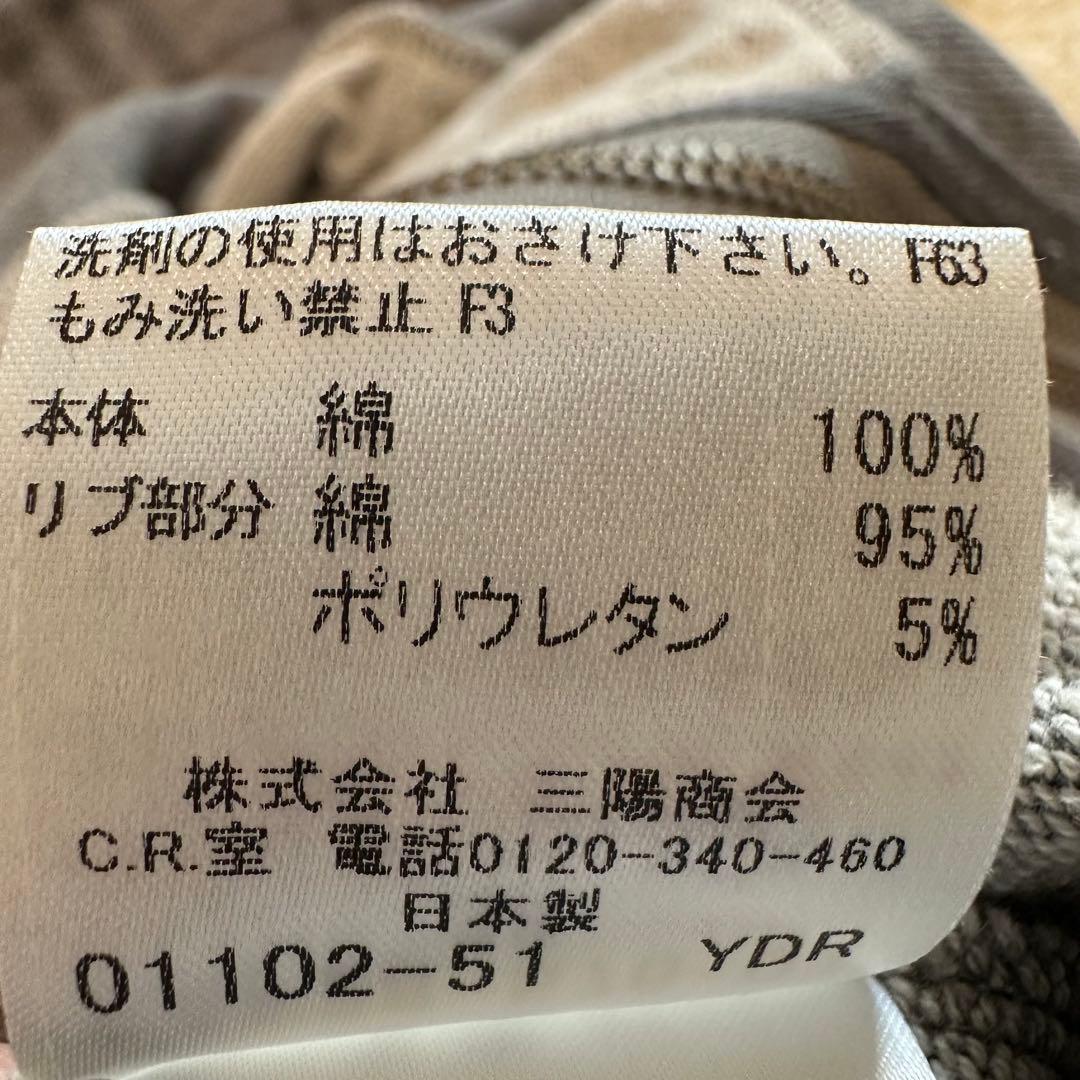 洗剤の使用はおさけ下さい。 F63
もみ洗い禁止 F3
本体 綿 100%
リブ部分 綿 95%
ポリウレタン 5%
株式会社 三陽商会
C.R.室 電話0120-340-460
日本製
01102-51 YDR